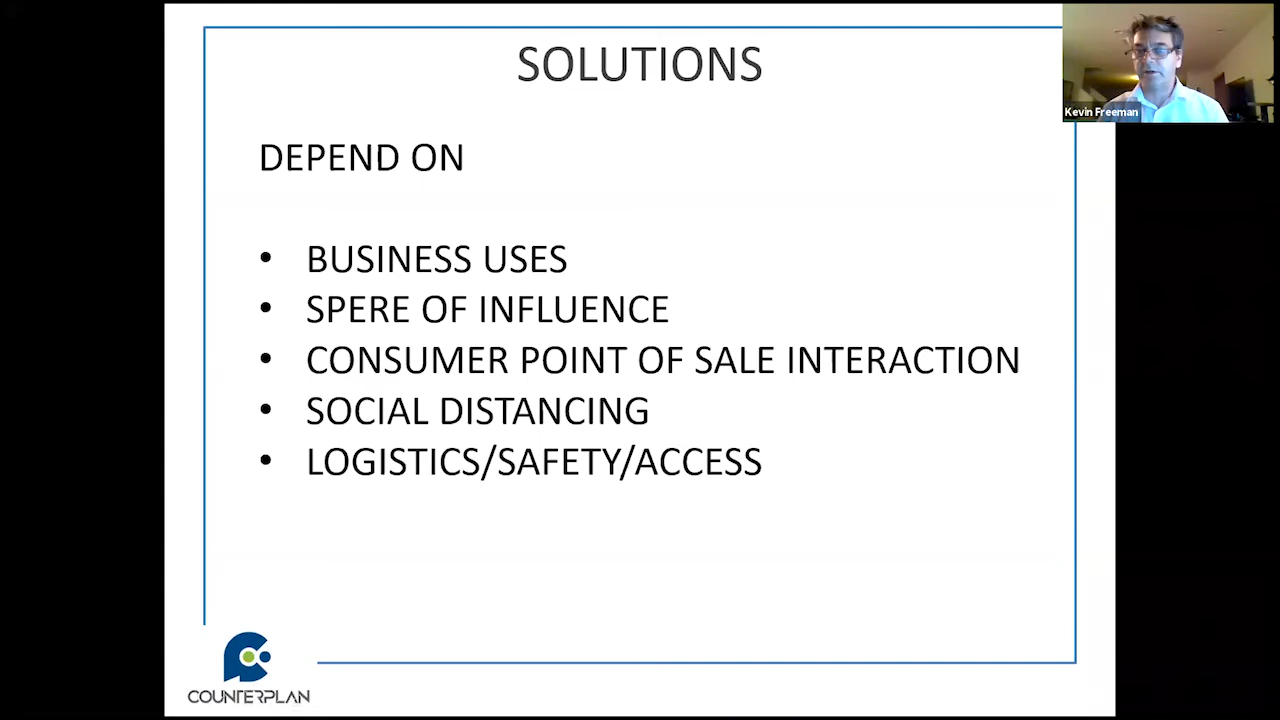 SOLUTIONS
Kevin Freeman
DEPEND ON
• BUSINESS USES
• SPERE OF INFLUENCE
• CONSUMER POINT OF SALE INTERACTION
• SOCIAL DISTANCING
• LOGISTICS/SAFETY/ACCESS
COUNTERPLAN